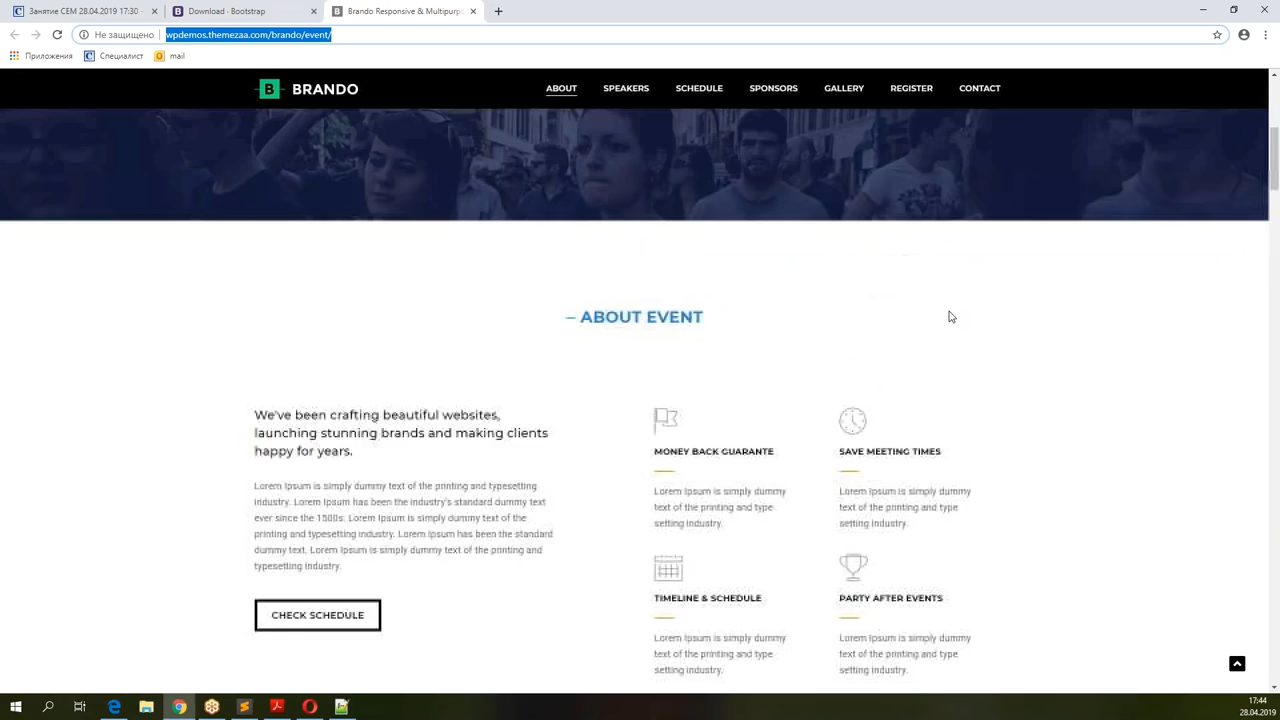 Занятие СЕМ 28.04.2019 17:30 -
Download · Bootstrap
Brando Responsive & Multipurp
Не защищено
wpdemos.themezaa.com/brando/event/
Приложения
Специалист
mail
B BRANDO
ABOUT
SPEAKERS
SCHEDULE
SPONSORS
GALLERY
REGISTER
CONTACT
– ABOUT EVENT
We've been crafting beautiful websites,
launching stunning brands and making clients
happy for years.
Lorem Ipsum is simply dummy text of the printing and typesetting
industry. Lorem Ipsum has been the industry's standard dummy text
ever since the 1500s. Lorem Ipsum is simply dummy text of the
printing and typesetting industry. Lorem Ipsum has been the standard
dummy text. Lorem Ipsum is simply dummy text of the printing and
typesetting industry.
CHECK SCHEDULE
MONEY BACK GUARANTE
Lorem Ipsum is simply dummy
text of the printing and type
setting industry.
SAVE MEETING TIMES
Lorem Ipsum is simply dummy
text of the printing and type
setting industry.
TIMELINE & SCHEDULE
Lorem Ipsum is simply dummy
text of the printing and type
setting industry.
PARTY AFTER EVENTS
Lorem Ipsum is simply dummy
text of the printing and type
setting industry.
17:44
28.04.2019